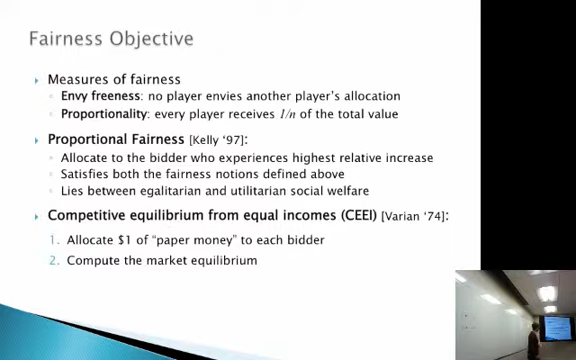 Fairness Objective
Measures of fairness
Envy freeness: no player envies another player's allocation
Proportionality: every player receives 1/n of the total value
Proportional Fairness [Kelly '97]:
Allocate to the bidder who experiences highest relative increase
Satisfies both the fairness notions defined above
Lies between egalitarian and utilitarian social welfare
Competitive equilibrium from equal incomes (CEEI) [Varian '74]:
1. Allocate $1 of "paper money" to each bidder
2. Compute the market equilibrium